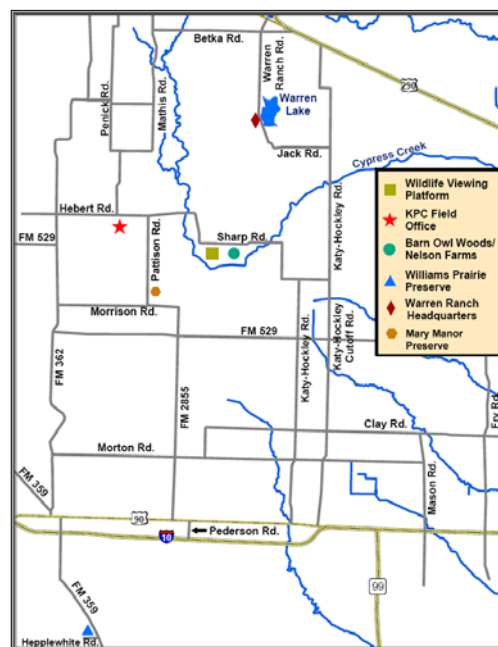 Betka Rd.
Warren
Ranch Rd.
Penick Rd.
Mathis Rd.
290
Warren
Lake
Jack Rd.
Cypress Creek
Wildlife Viewing
Platform
KPC Field
Office
Barn Owl Woods/
Nelson Farms
Williams Prairie
Preserve
Warren Ranch
Headquarters
Mary Manor
Preserve
Hebert Rd.
FM 529
Pattison Rd.
Sharp Rd.
Katy-Hockley Rd.
Morrison Rd.
FM 529
Katy-Hockley Rd.
Katy-Hockley
Cutoff Rd.
FM 362
FM 2855
Fry Rd.
Clay Rd.
Morton Rd.
Mason Rd.
FM 359
90
10
Pederson Rd.
99
FM 359
Hepplewhite Rd.